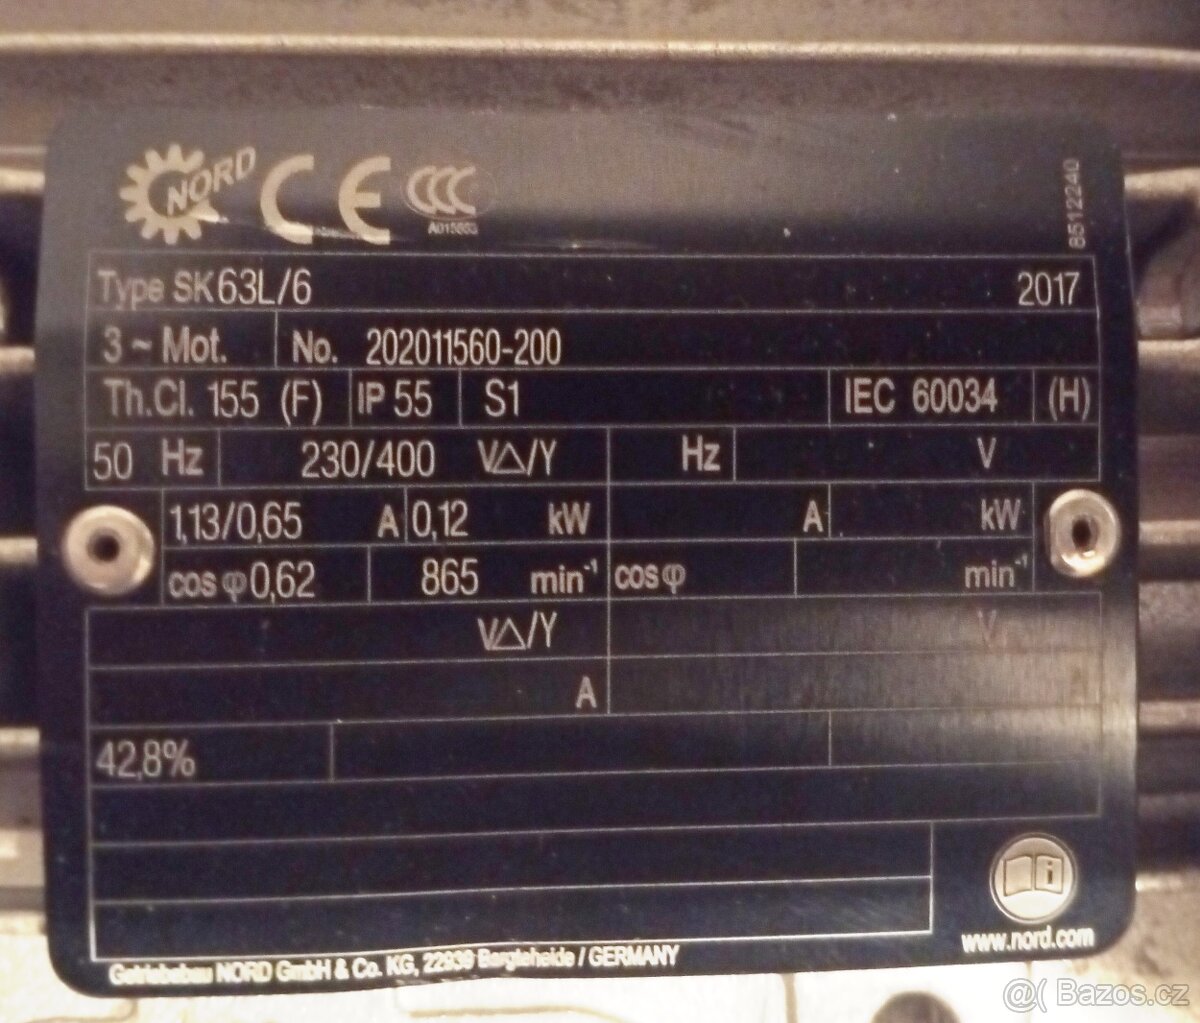 NORD CE CCC
8512240
Type SK 63L/6 2017
3 ~ Mot. No. 202011560-200
Th.Cl. 155 (F) IP 55 S1 IEC 60034 (H)
50 Hz 230/400 V△/Y Hz V
1,13/0,65 A 0,12 kW A kW
cos φ 0,62 865 min⁻¹ cos φ min⁻¹
V△/Y V
A
42,8%
www.nord.com
Getriebebau NORD GmbH & Co. KG, 22939 Bargteheide / GERMANY
@( Bazos.cz